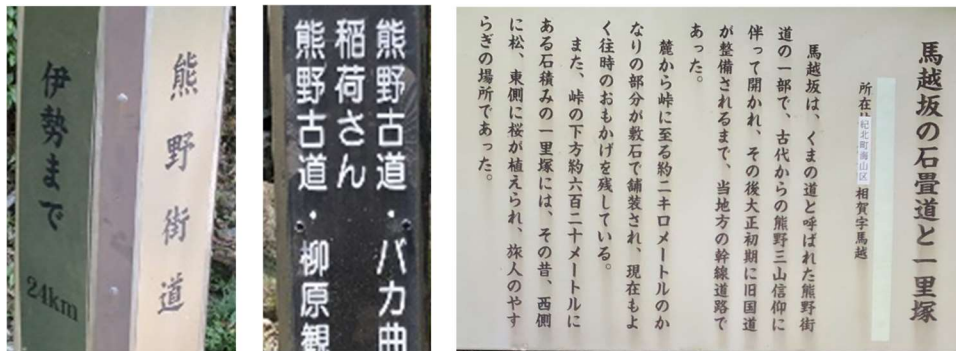 熊野街道
伊勢まで
24km
熊野古道・バカ曲
稲荷さん
熊野古道・柳原観
馬越坂の石畳道と一里塚
所在地 紀北町海山区 相賀字馬越
馬越坂は、くまの道と呼ばれた熊野街
道の一部で、古代からの熊野三山信仰に
伴って開かれ、その後大正初期に旧国道
が整備されるまで、当地方の幹線道路で
あった。
麓から峠に至る約二キロメートルのか
なりの部分が敷石で舗装され、現在もよ
く往時のおもかげを残している。
また、峠の下方約六百二十メートルに
ある石積みの一里塚には、その昔、西側
に松、東側に桜が植えられ、旅人のやす
らぎの場所であった。